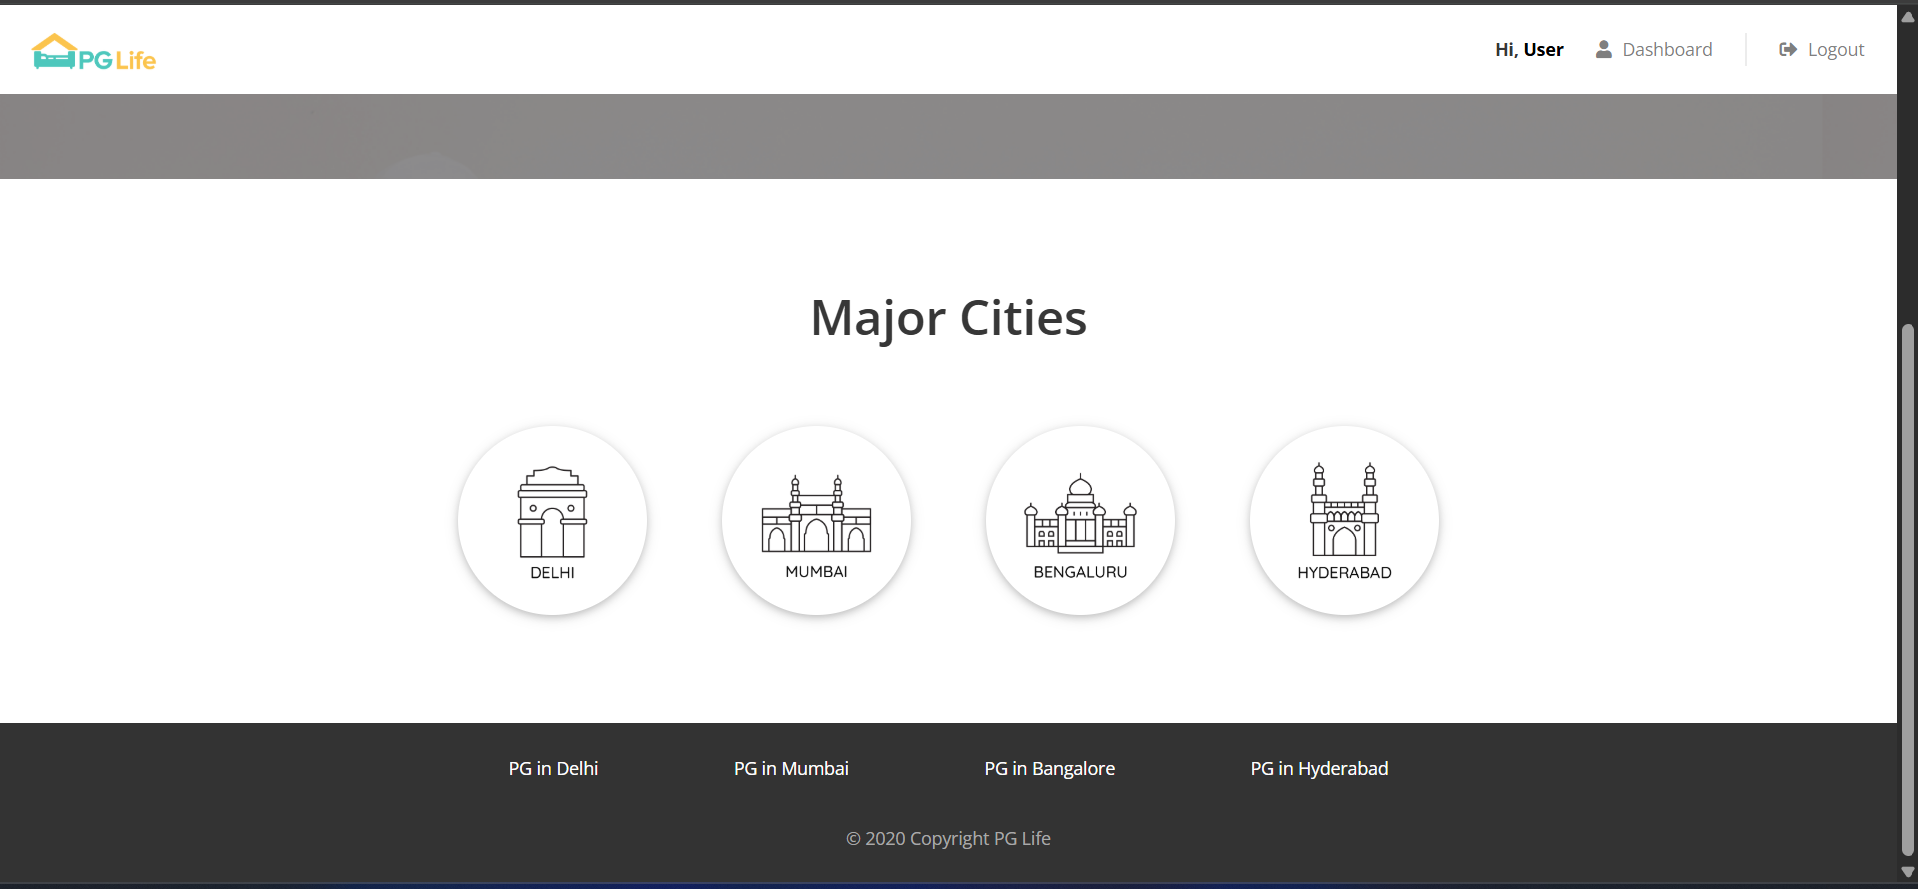 PG Life
Hi, User
Dashboard
Logout
Major Cities
DELHI
MUMBAI
BENGALURU
HYDERABAD
PG in Delhi
PG in Mumbai
PG in Bangalore
PG in Hyderabad
© 2020 Copyright PG Life